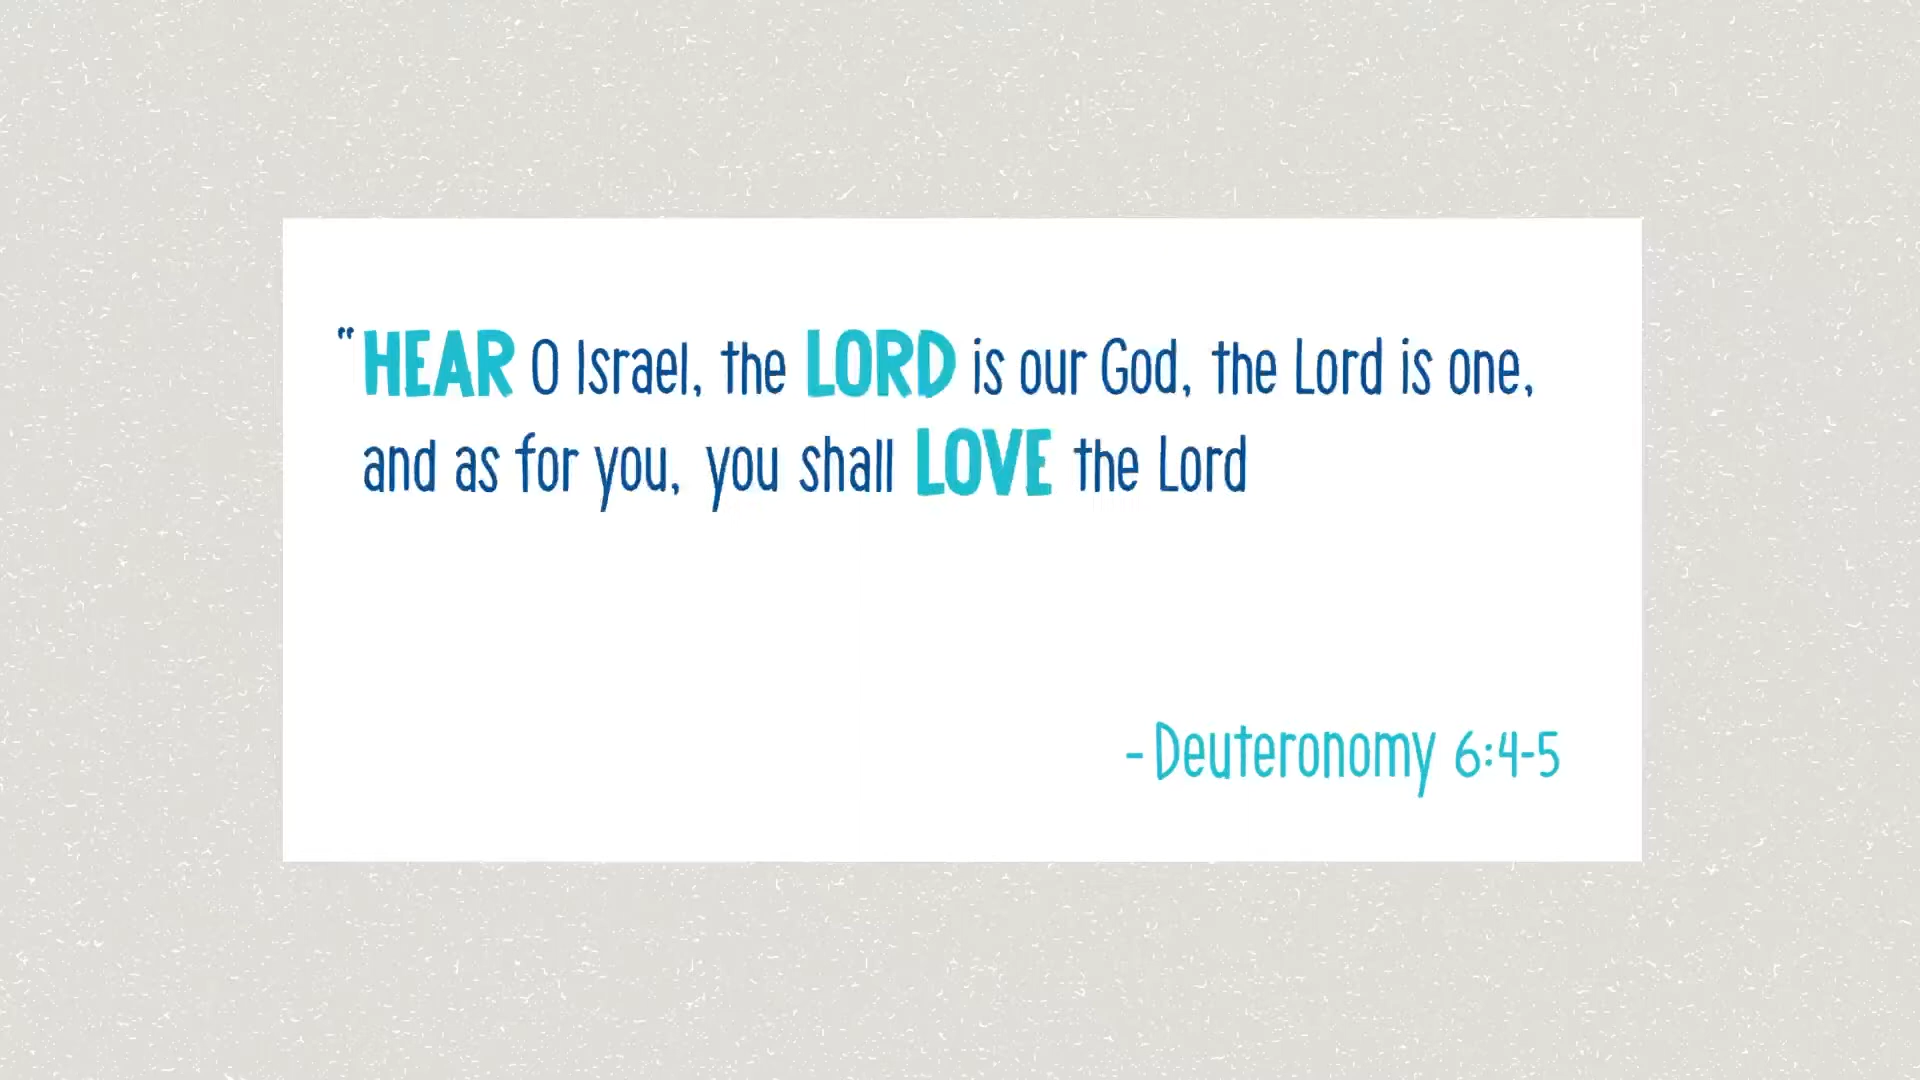 “HEAR O Israel, the LORD is our God, the Lord is one,
and as for you, you shall LOVE the Lord
- Deuteronomy 6:4-5